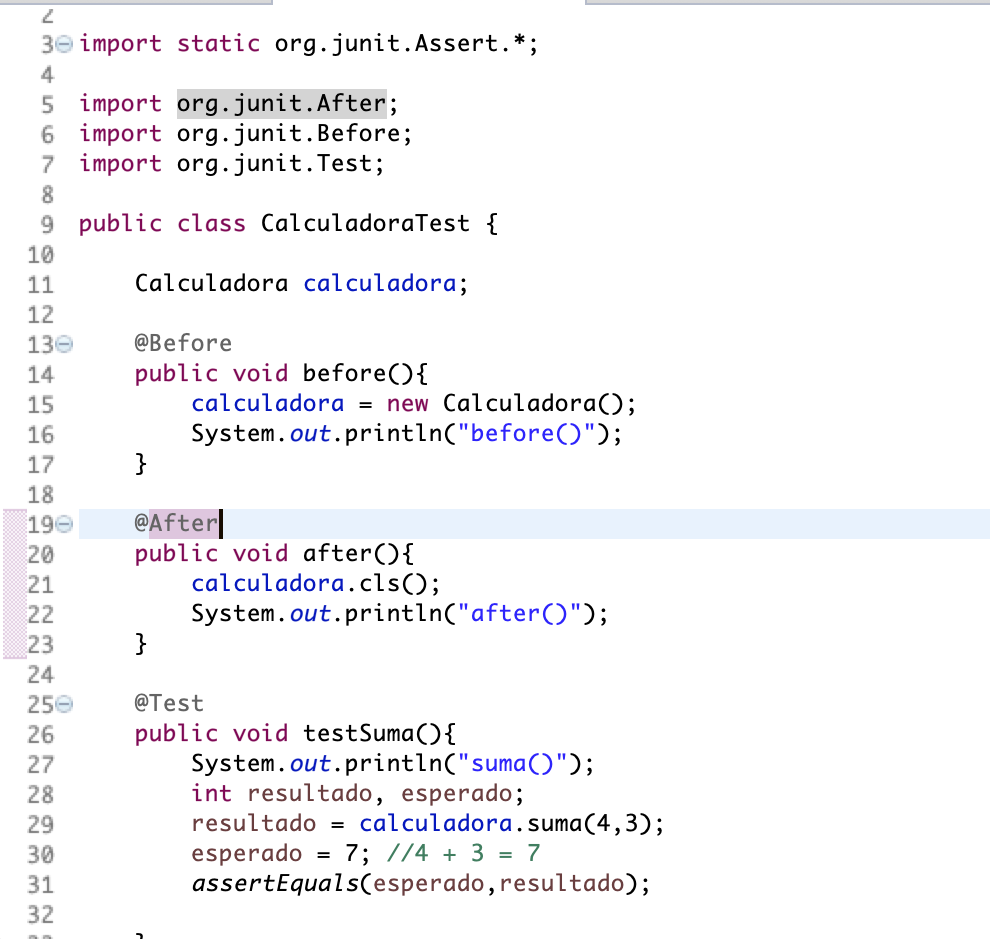 2
3 import static org.junit.Assert.*;
4
5 import org.junit.After;
6 import org.junit.Before;
7 import org.junit.Test;
8
9 public class CalculadoraTest {
10
11     Calculadora calculadora;
12
13     @Before
14     public void before(){
15         calculadora = new Calculadora();
16         System.out.println("before()");
17     }
18
19     @After
20     public void after(){
21         calculadora.cls();
22         System.out.println("after()");
23     }
24
25     @Test
26     public void testSuma(){
27         System.out.println("suma()");
28         int resultado, esperado;
29         resultado = calculadora.suma(4,3);
30         esperado = 7; //4 + 3 = 7
31         assertEquals(esperado,resultado);
32